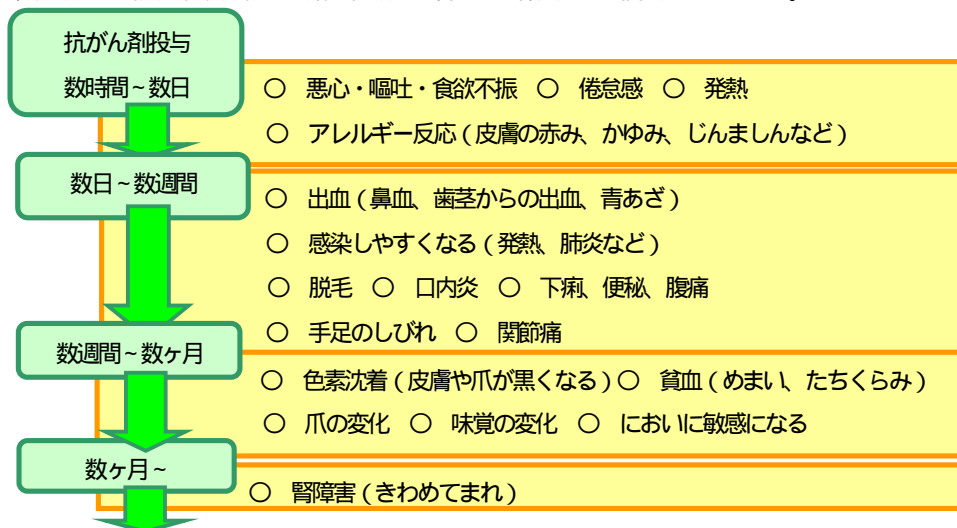 抗がん剤投与
数時間~数日
○ 悪心・嘔吐・食欲不振 ○ 倦怠感 ○ 発熱
○ アレルギー反応(皮膚の赤み、かゆみ、じんましんなど)
数日~数週間
○ 出血(鼻血、歯茎からの出血、青あざ)
○ 感染しやすくなる(発熱、肺炎など)
○ 脱毛 ○ 口内炎 ○ 下痢、便秘、腹痛
○ 手足のしびれ ○ 関節痛
数週間~数ヶ月
○ 色素沈着(皮膚や爪が黒くなる)○ 貧血(めまい、たちくらみ)
○ 爪の変化 ○ 味覚の変化 ○ においに敏感になる
数ヶ月~
○ 腎障害(きわめてまれ)